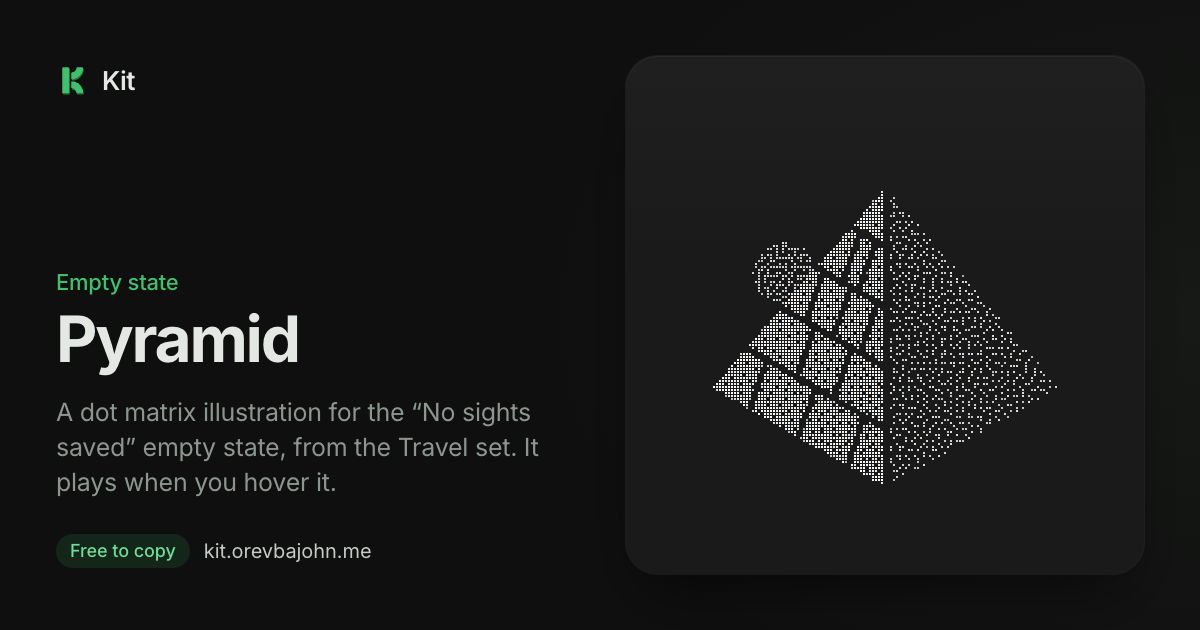 Kit
Empty state
Pyramid
A dot matrix illustration for the “No sights
saved” empty state, from the Travel set. It
plays when you hover it.
Free to copy
kit.orevbajohn.me